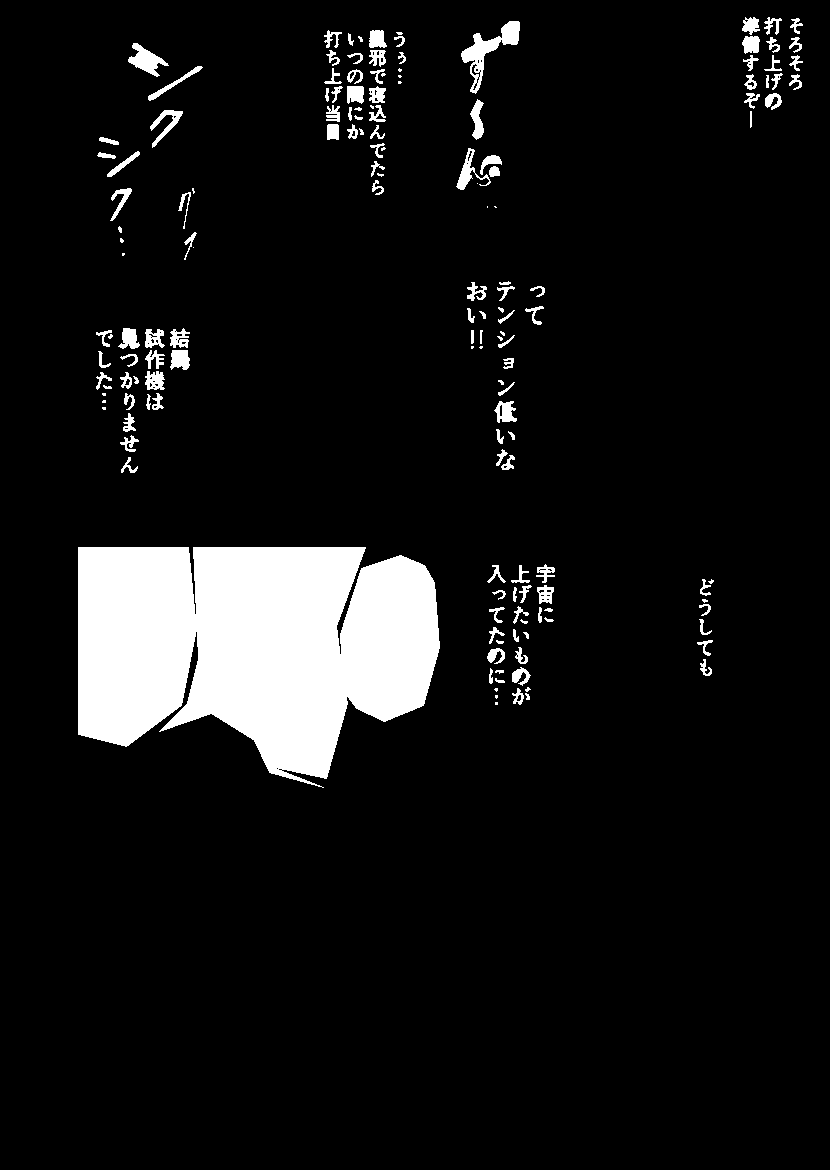 そろそろ
打ち上げの
準備するぞー
ず〜ん
うぅ…
風邪で寝込んでたら
いつの間にか
打ち上げ当日
シク
シク…
って
テンション低いな
おい!!
結局
試作機は
見つかりません
でした…
どうしても
宇宙に
上げたいものが
入ってたのに…